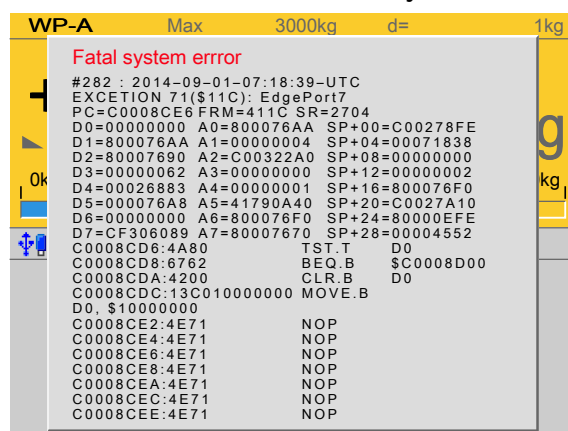 WP-A Max 3000kg d= 1kg
Fatal system errror
#282 : 2014–09–01–07:18:39–UTC
EXCETION 71($11C): EdgePort7
PC=C0008CE6 FRM=411C SR=2704
D0=00000000 A0=800076AA SP+00=C00278FE
D1=800076AA A1=00000004 SP+04=00071838
D2=80007690 A2=C00322A0 SP+08=00000000
D3=00000062 A3=00000000 SP+12=00000002
D4=00026883 A4=00000001 SP+16=800076F0
D5=000076A8 A5=41790A40 SP+20=C0027A10
D6=00000000 A6=800076F0 SP+24=80000EFE
D7=CF306089 A7=80007670 SP+28=00004552
C0008CD6:4A80 TST.T D0
C0008CD8:6762 BEQ.B $C0008D00
C0008CDA:4200 CLR.B D0
C0008CDC:13C010000000 MOVE.B
D0, $10000000
C0008CE2:4E71 NOP
C0008CE4:4E71 NOP
C0008CE6:4E71 NOP
C0008CE8:4E71 NOP
C0008CEA:4E71 NOP
C0008CEC:4E71 NOP
C0008CEE:4E71 NOP
g
0k
kg